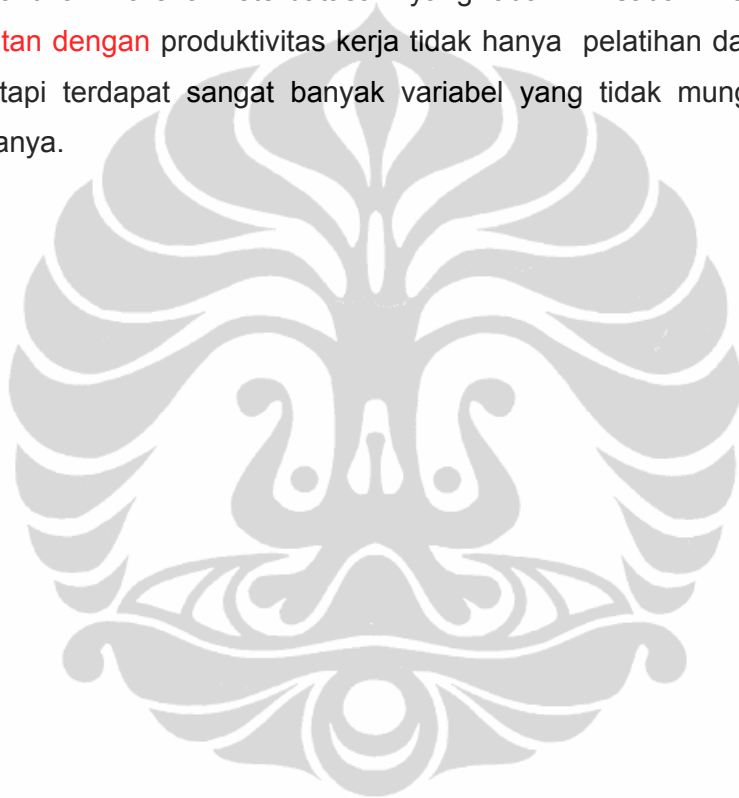 tan dengan produktivitas kerja tidak hanya pelatihan da
tapi terdapat sangat banyak variabel yang tidak mung
anya.